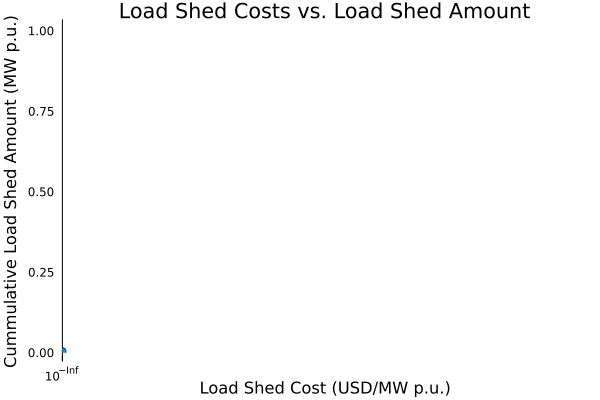 Load Shed Costs vs. Load Shed Amount
Cummulative Load Shed Amount (MW p.u.)
1.00
0.75
0.50
0.25
0.00
10^-Inf
Load Shed Cost (USD/MW p.u.)